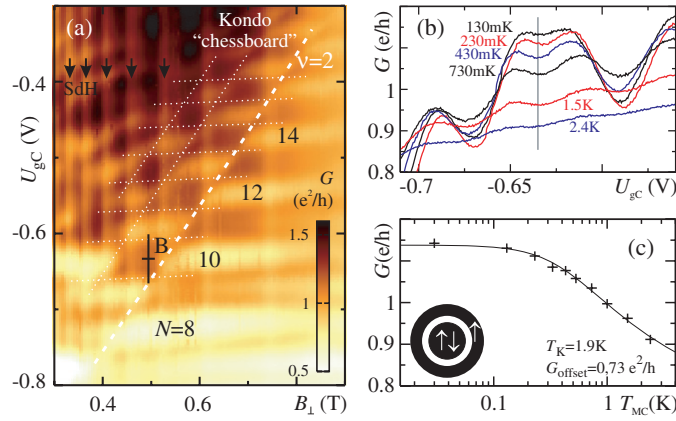 (a)
Kondo
“chessboard”
ν=2
SdH
14
12
10
B
N=8
G
(e²/h)
1.5
1
0.5
-0.4
-0.6
-0.8
U_gC (V)
0.4
0.6
B⊥ (T)
(b)
G (e/h)
1
0.9
0.8
130mK
230mK
430mK
730mK
1.5K
2.4K
-0.7
-0.65
U_gC (V)
(c)
G(e/h)
1
0.9
0.8
T_K=1.9K
G_offset=0,73 e²/h
0.1
1
T_MC(K)